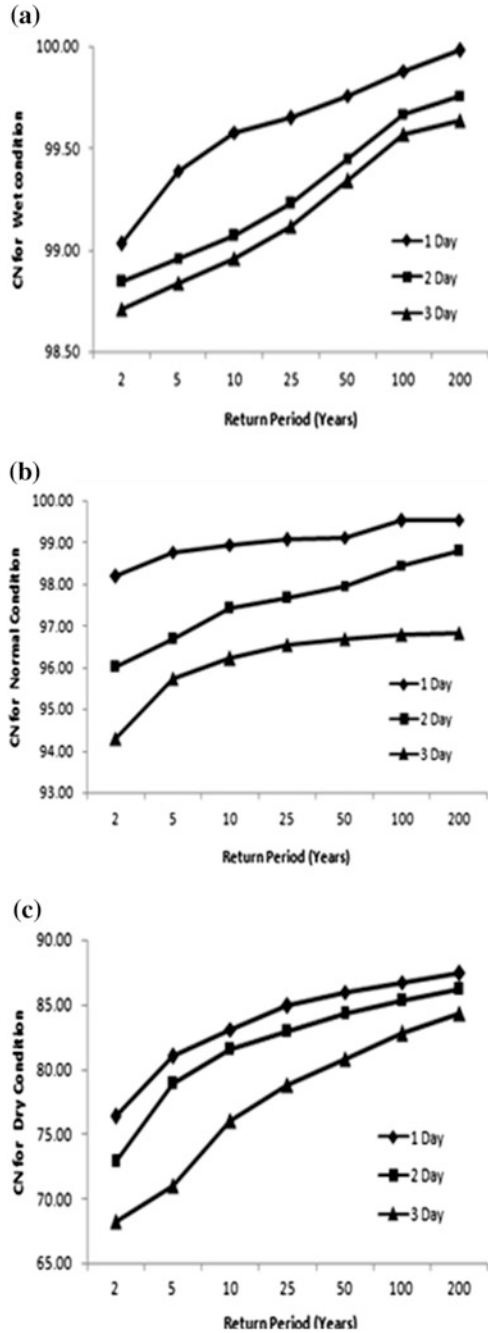 (a)
100.00
99.50
99.00
98.50
CN for Wet condition
1 Day
2 Day
3 Day
2 5 10 25 50 100 200
Return Period (Years)
(b)
100.00
99.00
98.00
97.00
96.00
95.00
94.00
93.00
CN for Normal Condition
1 Day
2 Day
3 Day
2 5 10 25 50 100 200
Return Period (Years)
(c)
90.00
85.00
80.00
75.00
70.00
65.00
CN for Dry Condition
1 Day
2 Day
3 Day
2 5 10 25 50 100 200
Return Period (Years)